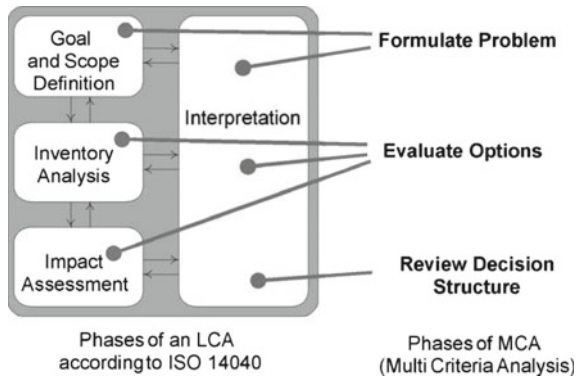 Goal
and Scope
Definition
Inventory
Analysis
Impact
Assessment
Interpretation
Formulate Problem
Evaluate Options
Review Decision
Structure
Phases of an LCA
according to ISO 14040
Phases of MCA
(Multi Criteria Analysis)